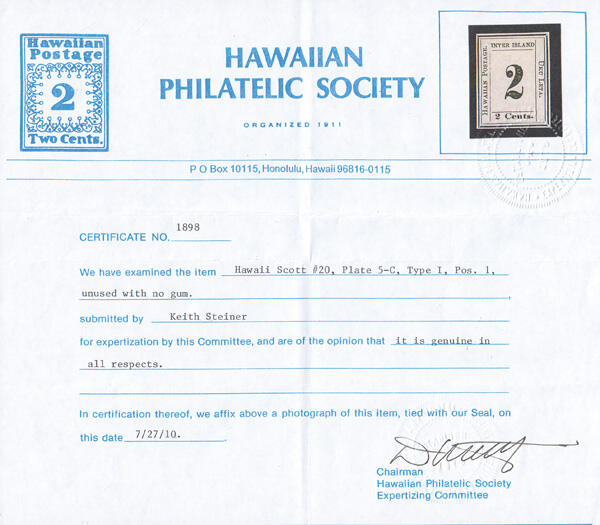 Hawaiian
Postage
2
Two Cents.
HAWAIIAN
PHILATELIC SOCIETY
ORGANIZED 1911
INTER ISLAND
HAWAIIAN POSTAGE.
2
UKU LETA.
2 Cents.
P O Box 10115, Honolulu, Hawaii 96816-0115
CERTIFICATE NO. 1898
We have examined the item Hawaii Scott #20, Plate 5-C, Type I, Pos. 1,
unused with no gum.
submitted by Keith Steiner
for expertization by this Committee, and are of the opinion that it is genuine in
all respects.
In certification thereof, we affix above a photograph of this item, tied with our Seal, on
this date 7/27/10.
Chairman
Hawaiian Philatelic Society
Expertizing Committee